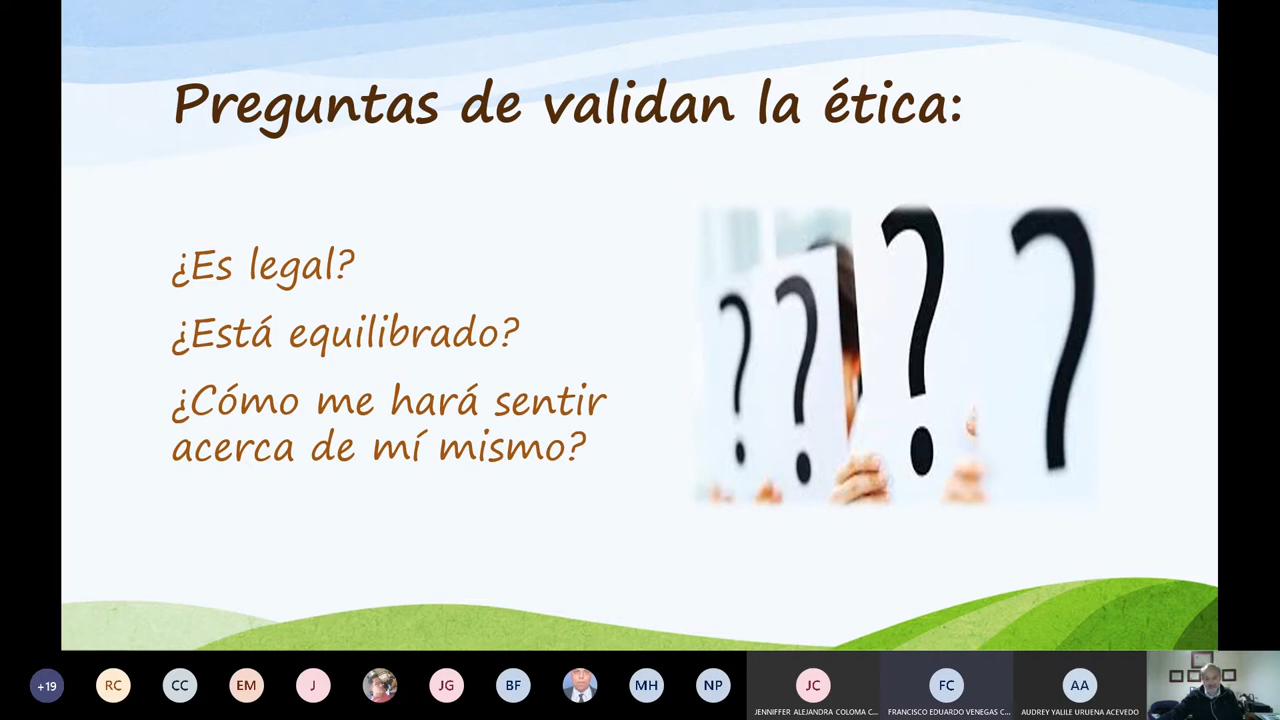 Preguntas de validan la ética:
¿Es legal?
¿Está equilibrado?
¿Cómo me hará sentir
acerca de mí mismo?
? ? ? ?
+19 RC CC EM J JG BF MH NP JC FC AA
JENNIFFER ALEJANDRA COLOMA C... FRANCISCO EDUARDO VENEGAS C... AUDREY YALILE URUENA ACEVEDO